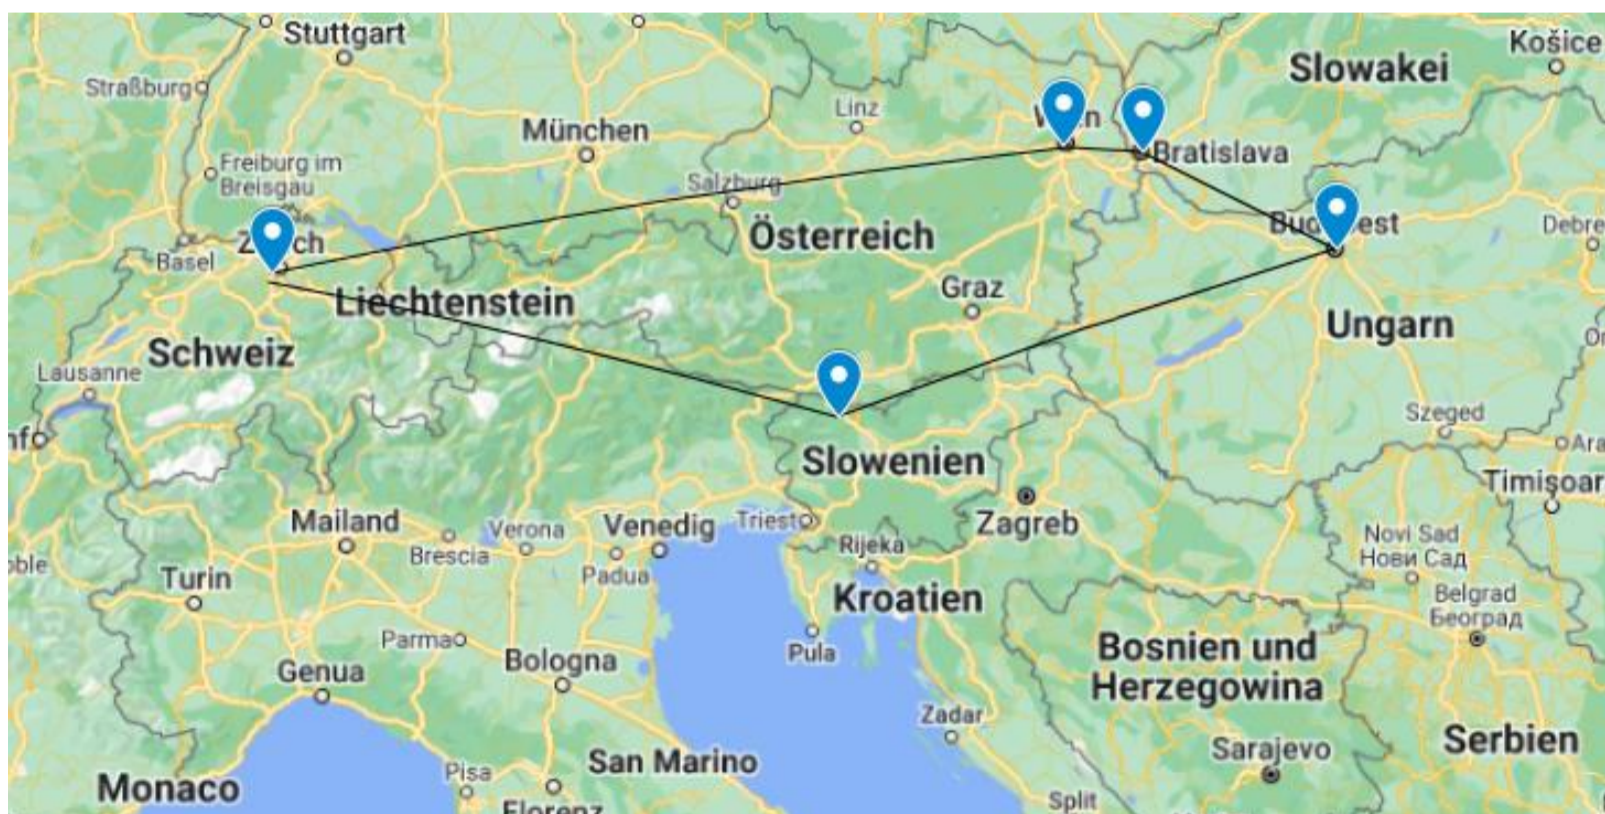 Stuttgart
Košice
Slowakei
Straßburg
Linz
München
Bratislava
Freiburg im
Breisgau
Salzburg
Basel
Österreich
Debre
Graz
Liechtenstein
Ungarn
Schweiz
Lausanne
Szeged
Slowenien
Timișoar
Mailand
Verona
Venedig
Triest
Zagreb
Brescia
Padua
Rijeka
Novi Sad
Нови Сад
Turin
Kroatien
Belgrad
Београд
Parma
Pula
Bologna
Genua
Bosnien und
Herzegowina
Zadar
Sarajevo
Serbien
San Marino
Pisa
Monaco
Split
Florenz